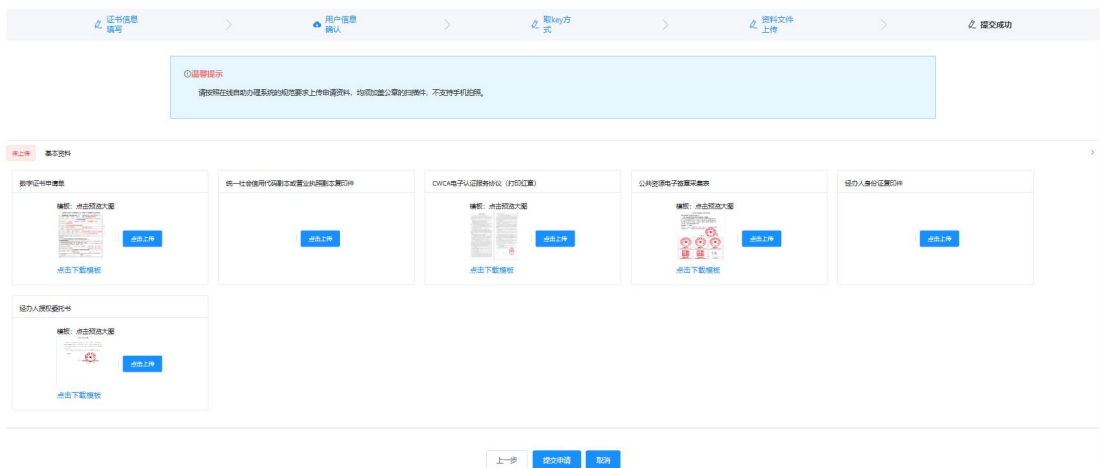 证书信息填写
用户信息确认
取key方式
资料文件上传
提交成功
温馨提示
请按照在线自助办理系统的规范要求上传申请资料，均须加盖公章的扫描件，不支持手机拍照。
未上传 基本资料
数字证书申请单
统一社会信用代码副本或营业执照副本复印件
CWCA电子认证服务协议（打印红章）
公共资源电子签章采集表
经办人身份证复印件
模板：点击预览大图
点击上传
点击下载模板
点击上传
模板：点击预览大图
点击上传
点击下载模板
模板：点击预览大图
点击上传
点击下载模板
点击上传
经办人授权委托书
模板：点击预览大图
点击上传
点击下载模板
上一步 提交申请 取消